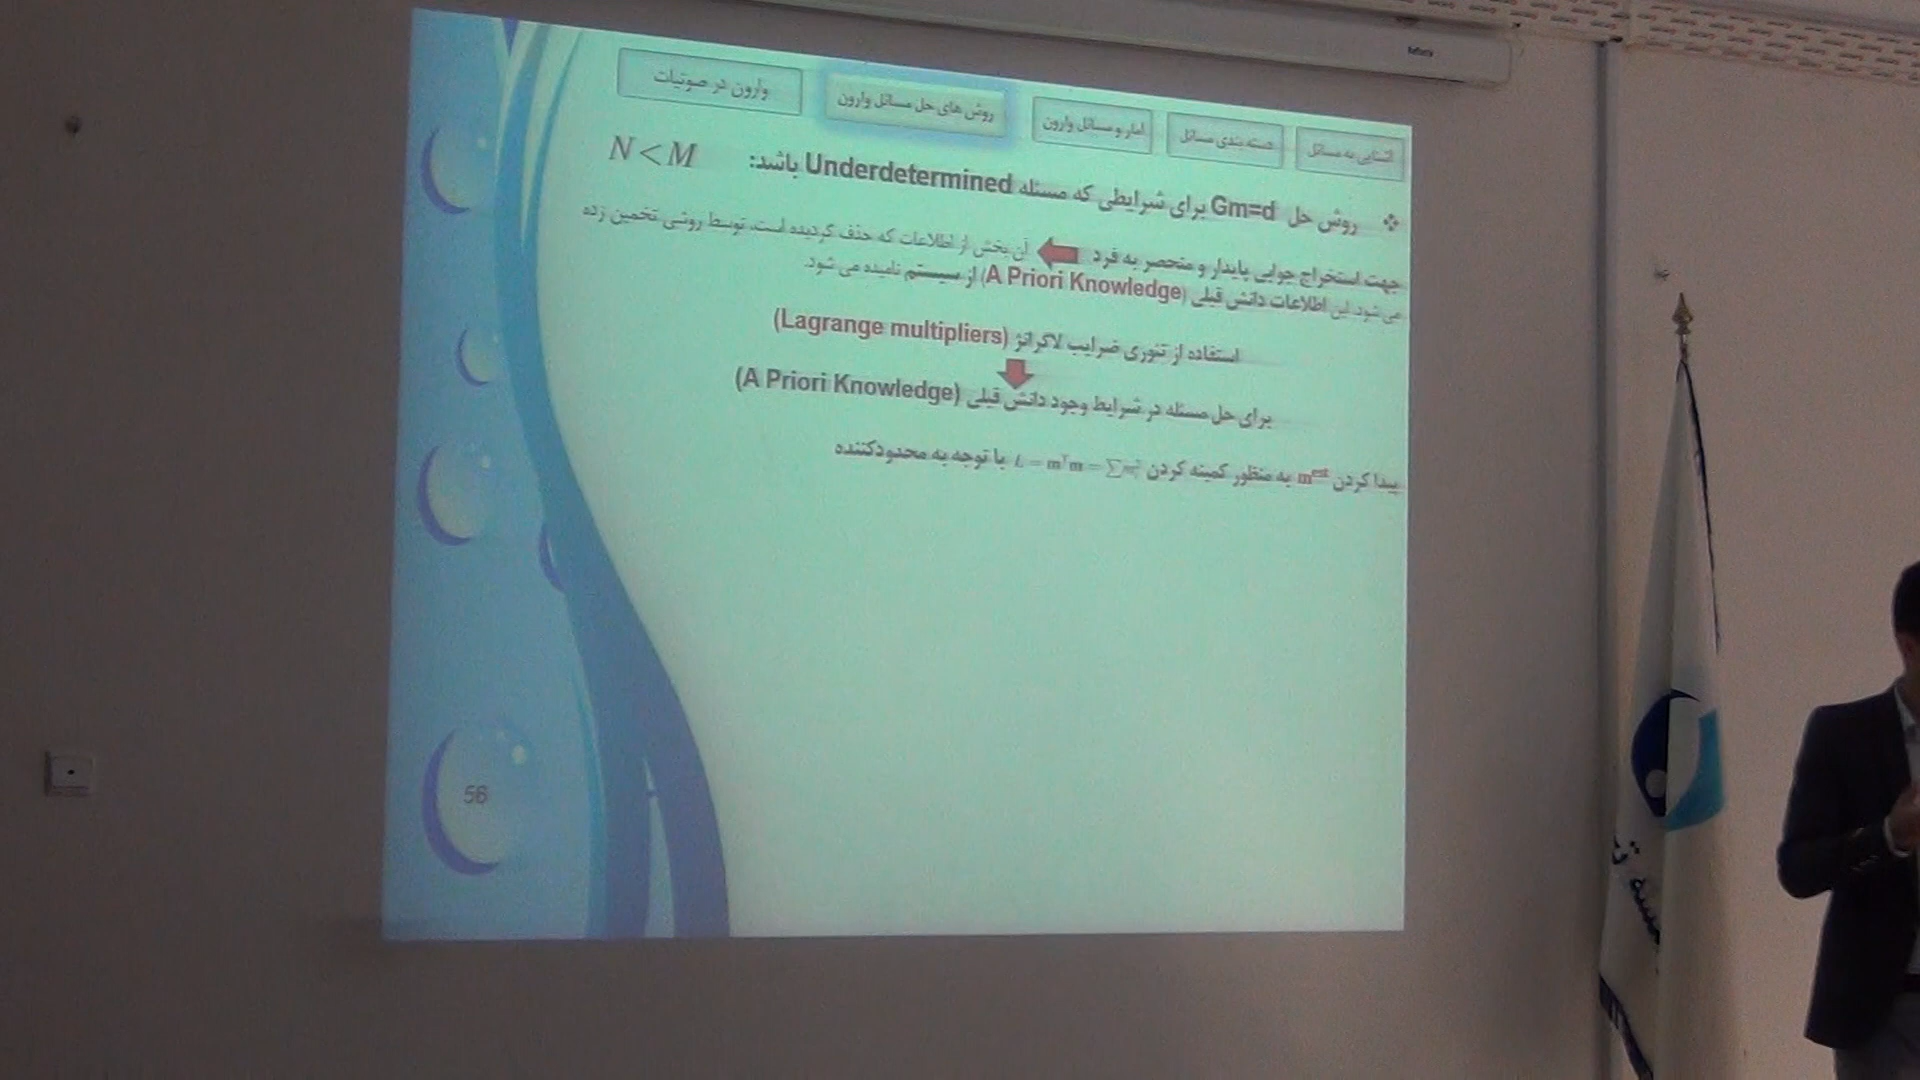 آشنایی به مسائل
دسته بندی مسائل
آمار و مسائل وارون
روش های حل مسائل وارون
وارون در صوتیات
❖ روش حل Gm=d برای شرایطی که مسئله Underdetermined باشد: N < M
جهت استخراج جوابی پایدار و منحصر به فرد آن بخش از اطلاعات که حذف گردیده است، توسط روشی تخمین زده
می شود. این اطلاعات دانش قبلی (A Priori Knowledge) از سیستم نامیده می شود.
استفاده از تئوری ضرایب لاگرانژ (Lagrange multipliers)
برای حل مسئله در شرایط وجود دانش قبلی (A Priori Knowledge)
پیدا کردن m^est به منظور کمینه کردن L = m^T m = ∑m_i^2 با توجه به محدودکننده
56